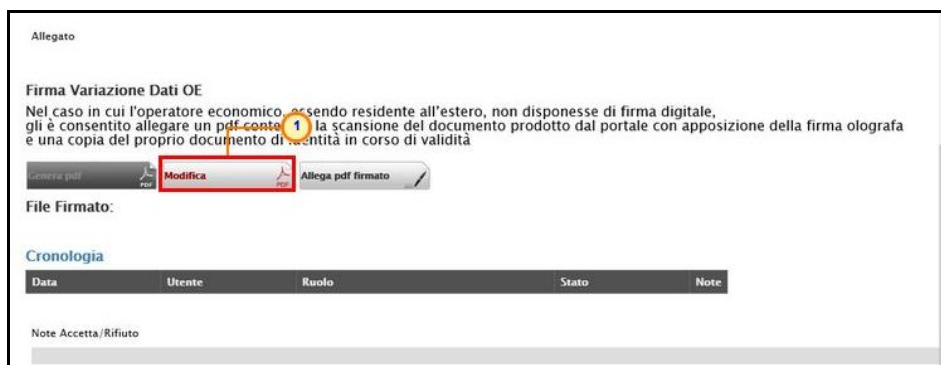 Allegato
Firma Variazione Dati OE
Nel caso in cui l'operatore economico, essendo residente all'estero, non disponesse di firma digitale,
gli è consentito allegare un pdf conte 1 la scansione del documento prodotto dal portale con apposizione della firma olografa
e una copia del proprio documento di identità in corso di validità
Genera pdf PDF Modifica PDF Allega pdf firmato
File Firmato:
Cronologia
Data Utente Ruolo Stato Note
Note Accetta/Rifiuto